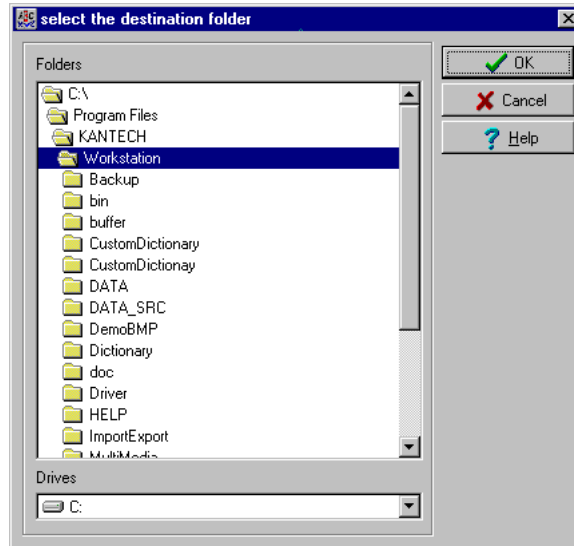 select the destination folder
Folders
C:\
Program Files
KANTECH
Workstation
Backup
bin
buffer
CustomDictionary
CustomDictionay
DATA
DATA_SRC
DemoBMP
Dictionary
doc
Driver
HELP
ImportExport
MultiMedia
Drives
C:
OK
Cancel
Help